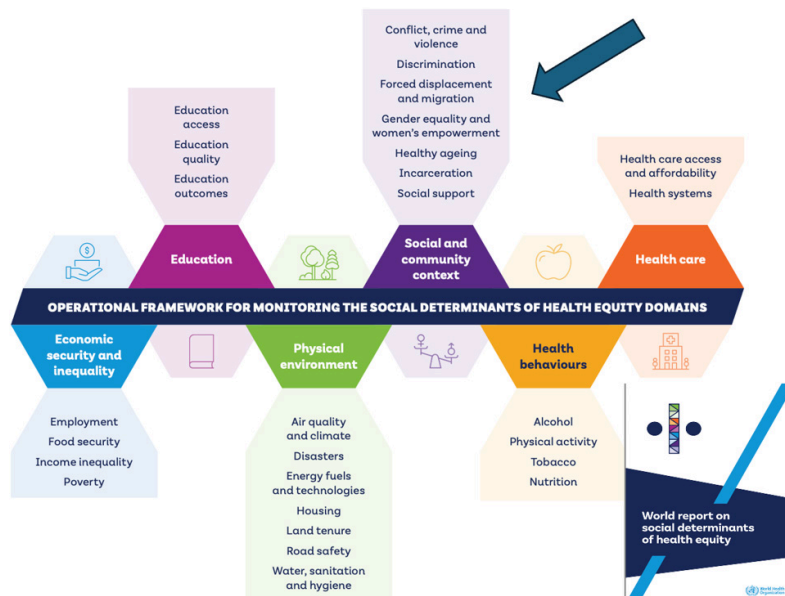 Conflict, crime and
violence
Discrimination
Forced displacement
and migration
Gender equality and
women's empowerment
Healthy ageing
Incarceration
Social support
Education
access
Education
quality
Education
outcomes
Health care access
and affordability
Health systems
$
Education
Social and
community
context
Health care
OPERATIONAL FRAMEWORK FOR MONITORING THE SOCIAL DETERMINANTS OF HEALTH EQUITY DOMAINS
Economic
security and
inequality
Physical
environment
Health
behaviours
Employment
Food security
Income inequality
Poverty
Air quality
and climate
Disasters
Energy fuels
and technologies
Housing
Land tenure
Road safety
Water, sanitation
and hygiene
Alcohol
Physical activity
Tobacco
Nutrition
World report on
social determinants
of health equity
World Health
Organization